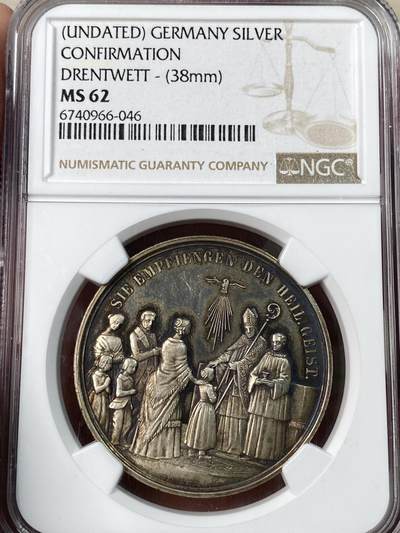 (UNDATED) GERMANY SILVER
CONFIRMATION
DRENTWETT - (38mm)
MS 62
6740966-046
NUMISMATIC GUARANTY COMPANY
NGC
SIE EMPFIENGEN DEN HEIL. GEIST.